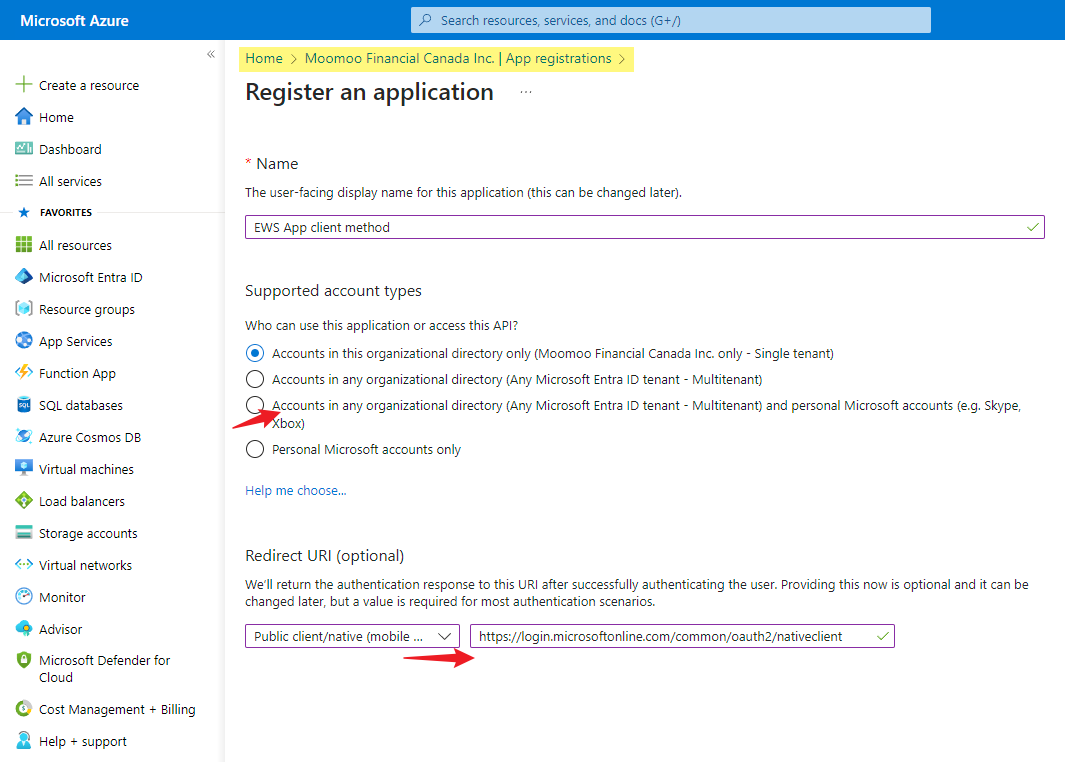 Microsoft Azure
Search resources, services, and docs (G+/)
«
Create a resource
Home
Dashboard
All services
FAVORITES
All resources
Microsoft Entra ID
Resource groups
App Services
Function App
SQL databases
Azure Cosmos DB
Virtual machines
Load balancers
Storage accounts
Virtual networks
Monitor
Advisor
Microsoft Defender for
Cloud
Cost Management + Billing
Help + support
Home > Moomoo Financial Canada Inc. | App registrations >
Register an application ...
* Name
The user-facing display name for this application (this can be changed later).
EWS App client method
Supported account types
Who can use this application or access this API?
Accounts in this organizational directory only (Moomoo Financial Canada Inc. only - Single tenant)
Accounts in any organizational directory (Any Microsoft Entra ID tenant - Multitenant)
Accounts in any organizational directory (Any Microsoft Entra ID tenant - Multitenant) and personal Microsoft accounts (e.g. Skype,
Xbox)
Personal Microsoft accounts only
Help me choose...
Redirect URI (optional)
We'll return the authentication response to this URI after successfully authenticating the user. Providing this now is optional and it can be
changed later, but a value is required for most authentication scenarios.
Public client/native (mobile ...
https://login.microsoftonline.com/common/oauth2/nativeclient